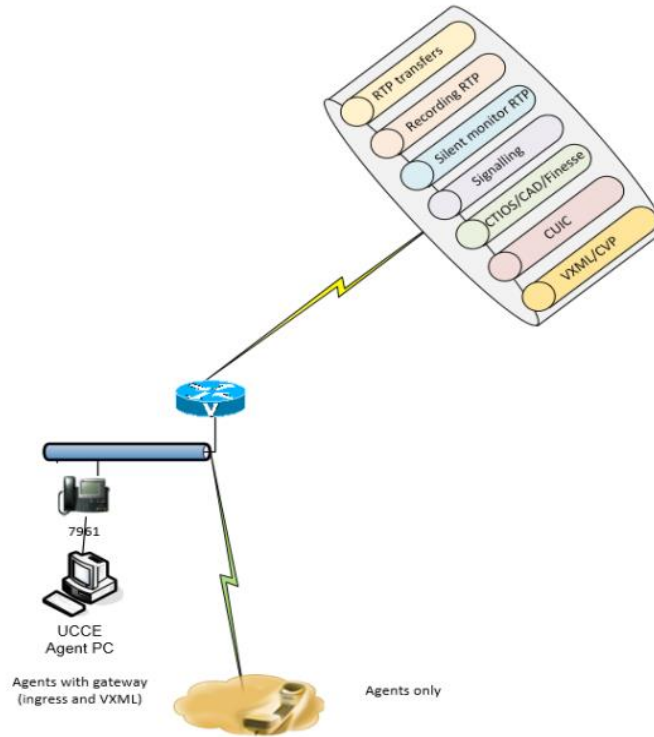 RTP transfers
Recording RTP
Silent monitor RTP
Signalling
CTIOS/CAD/Finesse
CUIC
VXML/CVP
V
7961
UCCE
Agent PC
Agents with gateway
(ingress and VXML)
Agents only